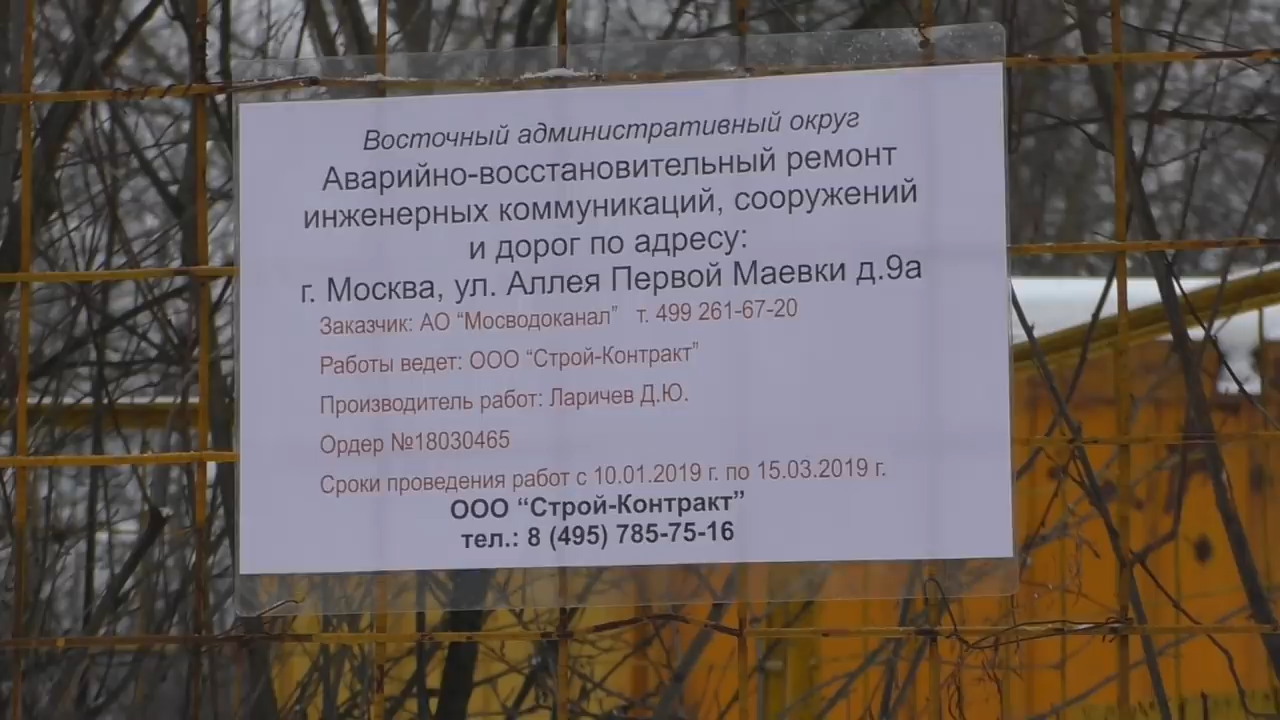 Восточный административный округ
Аварийно-восстановительный ремонт
инженерных коммуникаций, сооружений
и дорог по адресу:
г. Москва, ул. Аллея Первой Маевки д.9а
Заказчик: АО “Мосводоканал” т. 499 261-67-20
Работы ведет: ООО “Строй-Контракт”
Производитель работ: Ларичев Д.Ю.
Ордер №18030465
Сроки проведения работ с 10.01.2019 г. по 15.03.2019 г.
ООО “Строй-Контракт”
тел.: 8 (495) 785-75-16